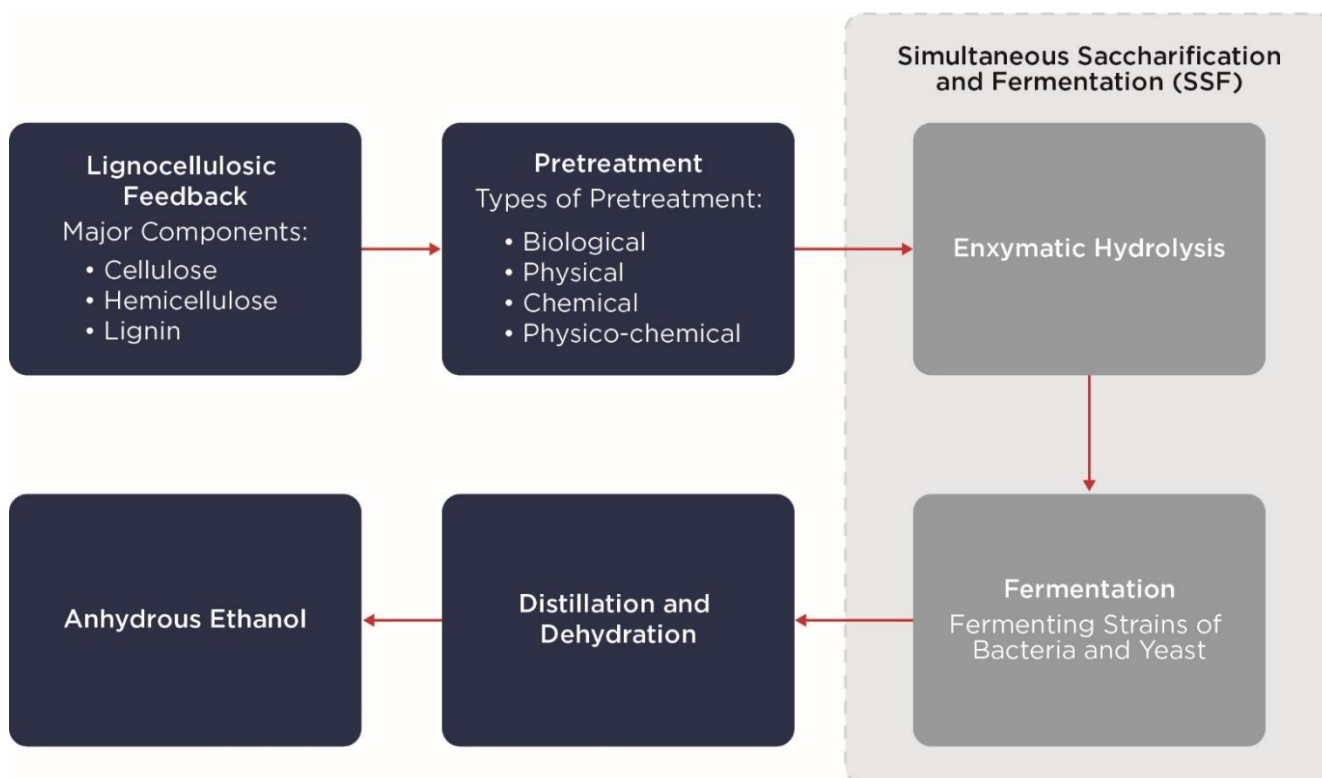 Simultaneous Saccharification
and Fermentation (SSF)
Lignocellulosic
Feedback
Major Components:
• Cellulose
• Hemicellulose
• Lignin
Pretreatment
Types of Pretreatment:
• Biological
• Physical
• Chemical
• Physico-chemical
Enxymatic Hydrolysis
Fermentation
Fermenting Strains of
Bacteria and Yeast
Distillation and
Dehydration
Anhydrous Ethanol